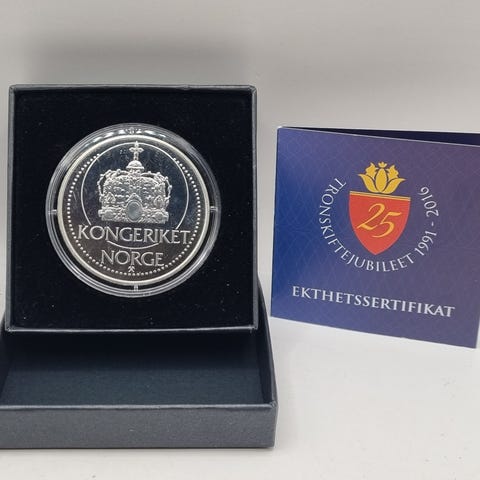 KONGERIKET
NORGE
25
TRONSKIFTEJUBILEET 1991 - 2016
EKTHETSSERTIFIKAT